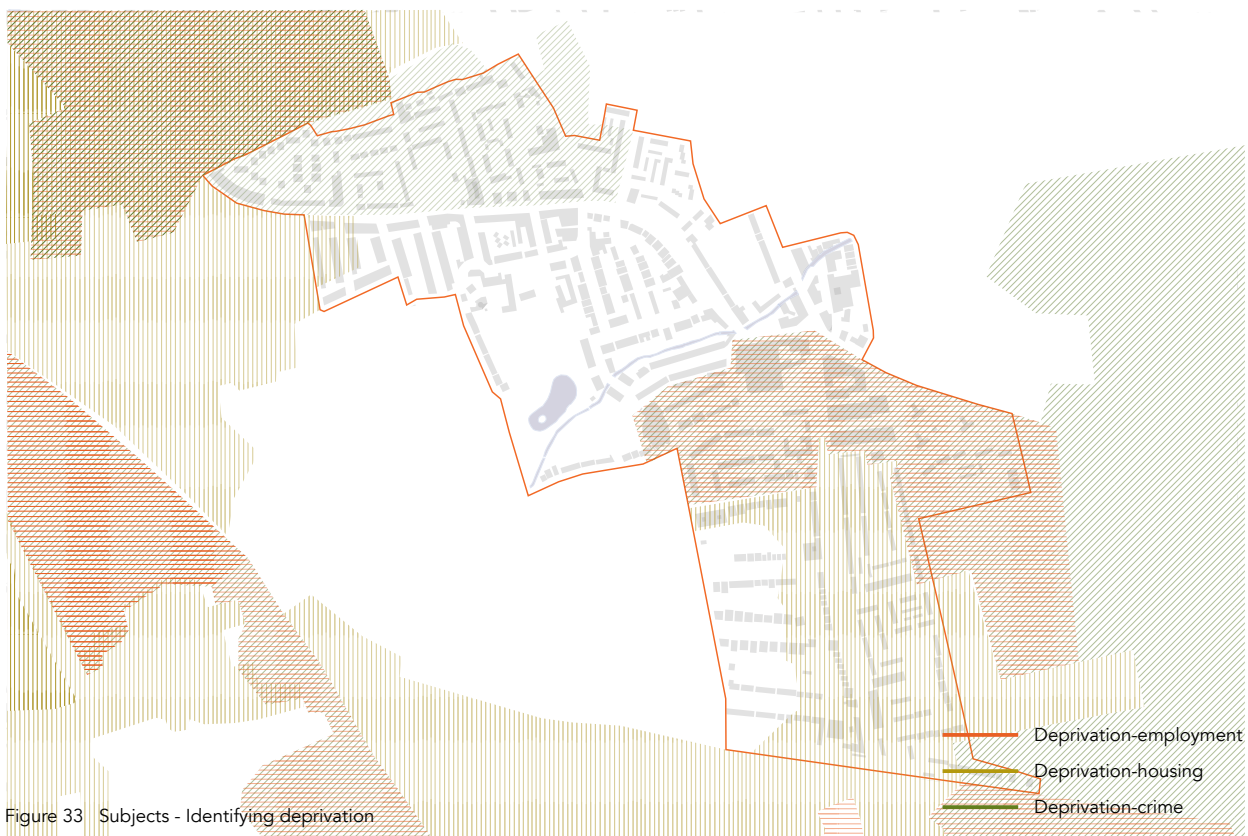 Deprivation-employment
Deprivation-housing
Deprivation-crime
Figure 33 Subjects - Identifying deprivation